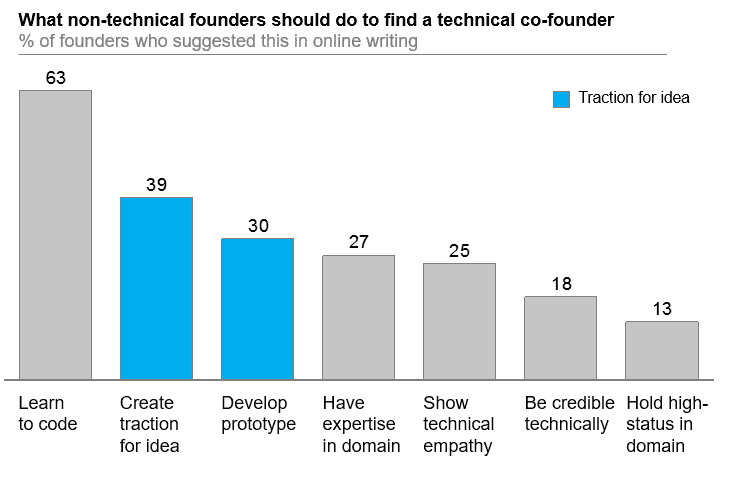 What non-technical founders should do to find a technical co-founder
% of founders who suggested this in online writing
63
39
30
27
25
18
13
Traction for idea
Learn
to code
Create
traction
for idea
Develop
prototype
Have
expertise
in domain
Show
technical
empathy
Be credible
technically
Hold high-
status in
domain